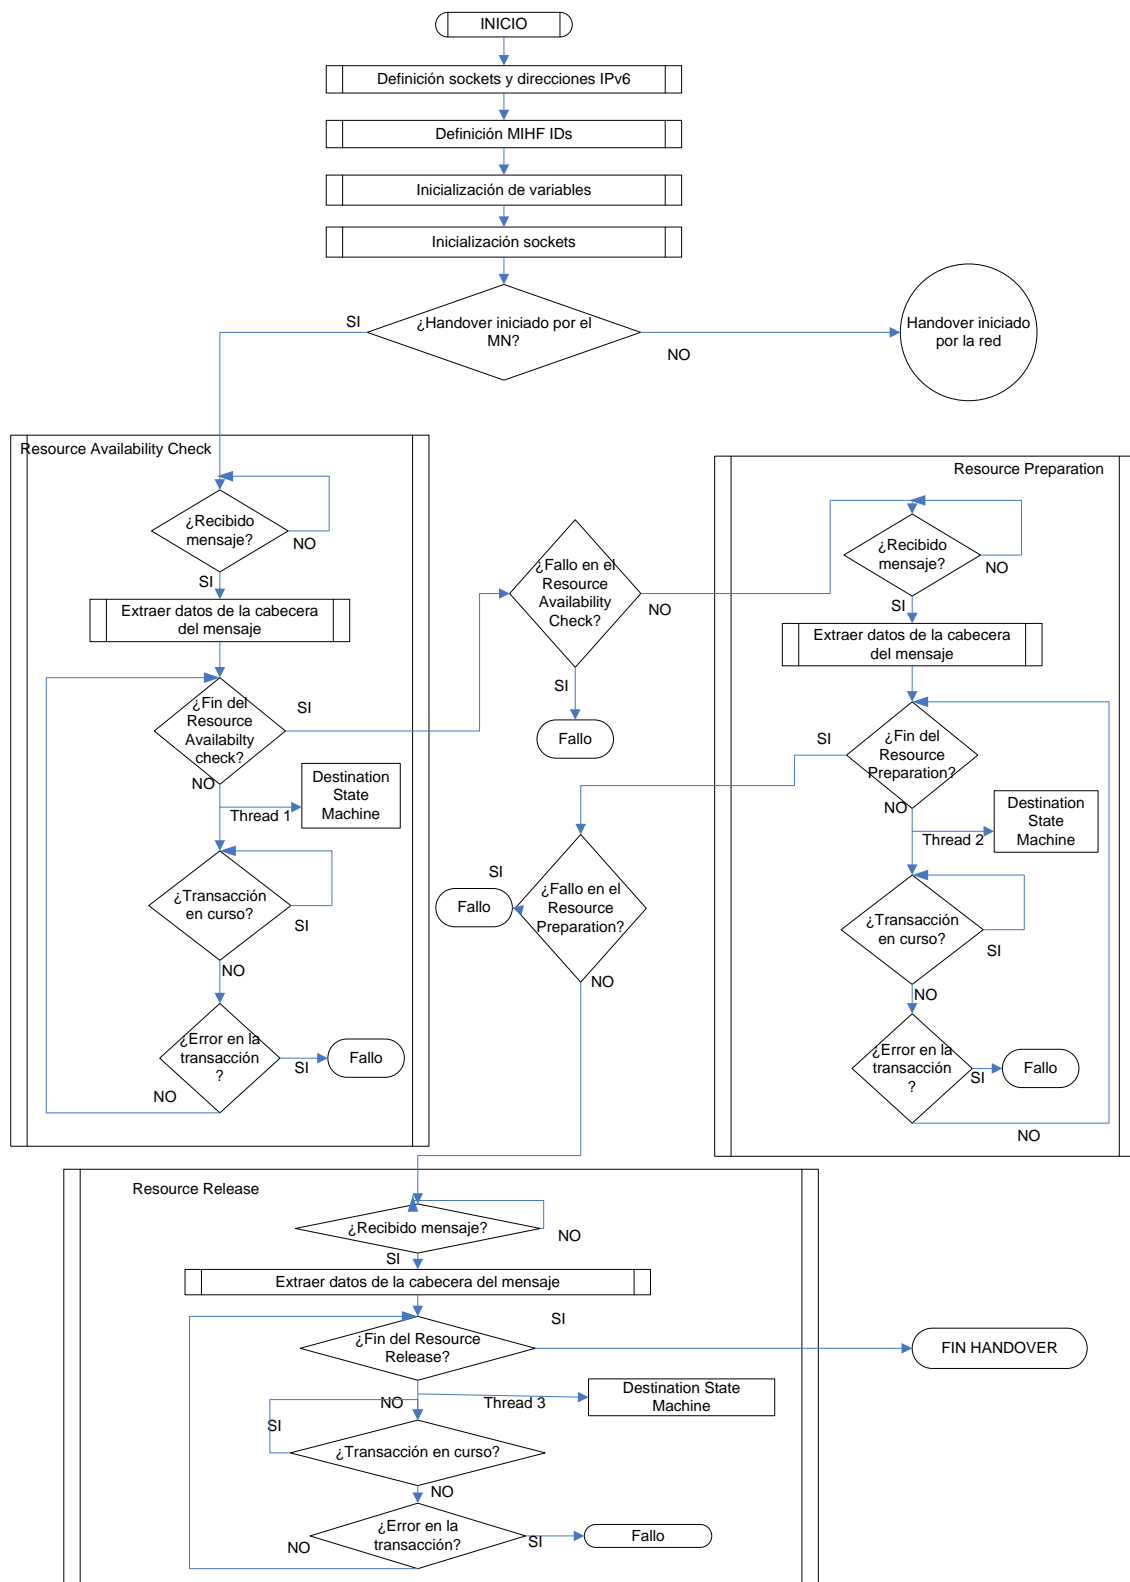 INICIO
Definición sockets y direcciones IPv6
Definición MIHF IDs
Inicialización de variables
Inicialización sockets
¿Handover iniciado por el
MN?
SI
NO
Handover iniciado
por la red
Resource Availability Check
¿Recibido
mensaje?
NO
SI
Extraer datos de la cabecera
del mensaje
¿Fin del
Resource
Availabilty
check?
SI
NO
Thread 1
Destination
State
Machine
¿Transacción
en curso?
SI
NO
¿Error en la
transacción
?
SI
NO
Fallo
¿Fallo en el
Resource
Availability
Check?
NO
SI
Fallo
Resource Preparation
¿Recibido
mensaje?
NO
SI
Extraer datos de la cabecera
del mensaje
¿Fin del
Resource
Preparation?
SI
NO
Thread 2
Destination
State
Machine
¿Transacción
en curso?
SI
NO
¿Error en la
transacción
?
SI
NO
Fallo
¿Fallo en el
Resource
Preparation?
SI
Fallo
NO
Resource Release
¿Recibido mensaje?
NO
SI
Extraer datos de la cabecera del mensaje
¿Fin del Resource
Release?
SI
FIN HANDOVER
NO
Thread 3
Destination State
Machine
SI
¿Transacción en curso?
NO
¿Error en la
transacción?
NO
SI
Fallo